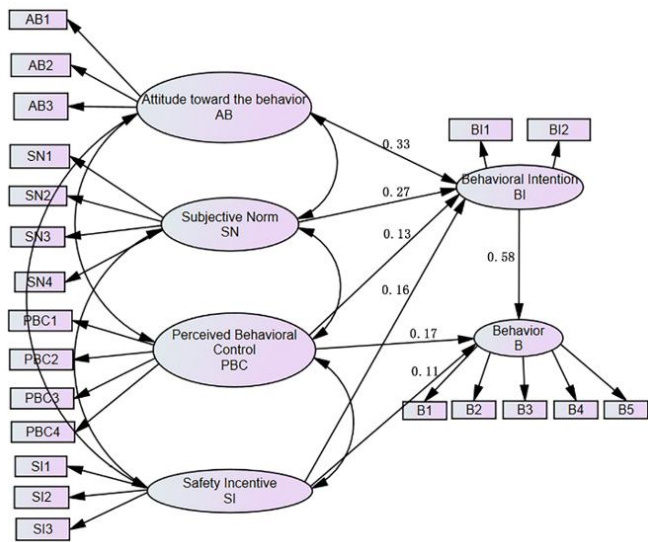 AB1
AB2
AB3
SN1
SN2
SN3
SN4
PBC1
PBC2
PBC3
PBC4
SI1
SI2
SI3
Attitude toward the behavior
AB
Subjective Norm
SN
Perceived Behavioral
Control
PBC
Safety Incentive
SI
0.33
0.27
0.13
0.16
0.17
0.11
BI1
BI2
Behavioral Intention
BI
0.58
Behavior
B
B1
B2
B3
B4
B5